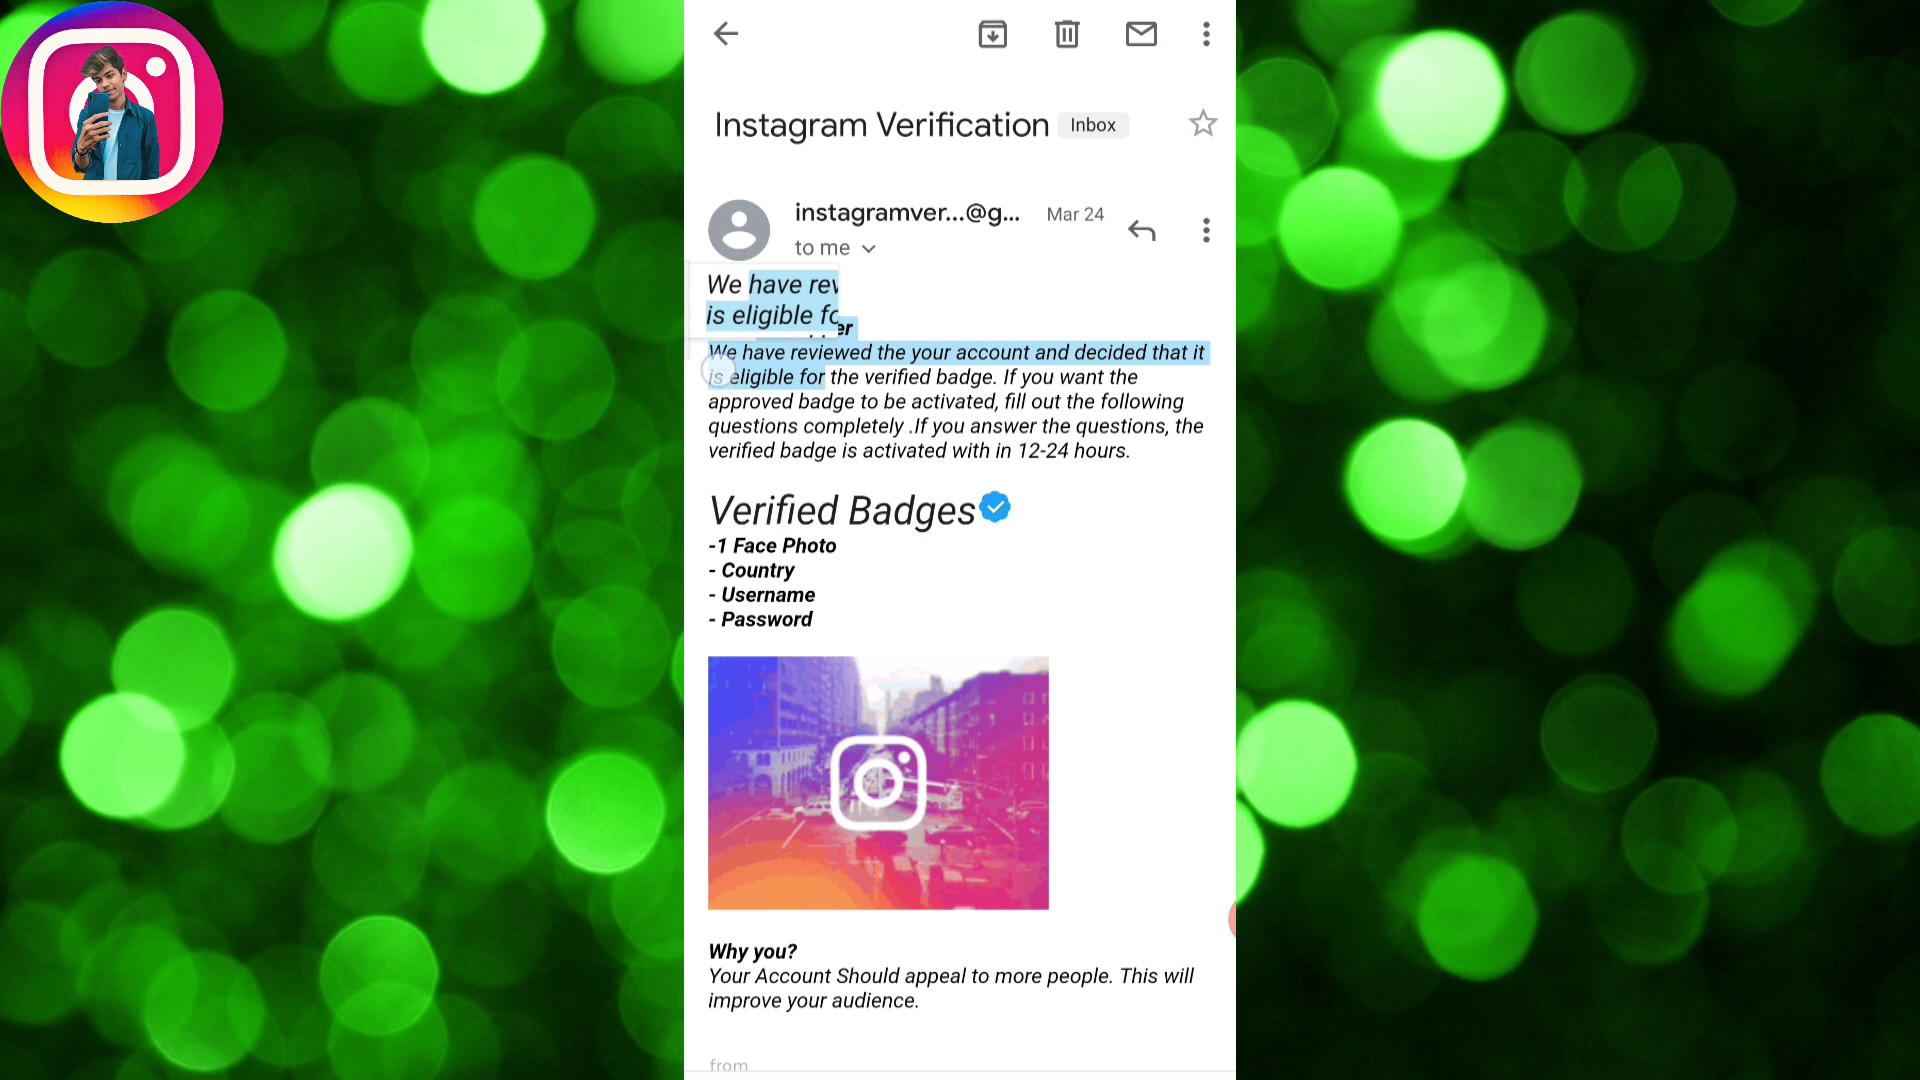 Instagram Verification Inbox
instagramver...@g... Mar 24
to me
We have rev
is eligible fo
er
We have reviewed the your account and decided that it
is eligible for the verified badge. If you want the
approved badge to be activated, fill out the following
questions completely .If you answer the questions, the
verified badge is activated with in 12-24 hours.
Verified Badges
-1 Face Photo
- Country
- Username
- Password
Why you?
Your Account Should appeal to more people. This will
improve your audience.
from